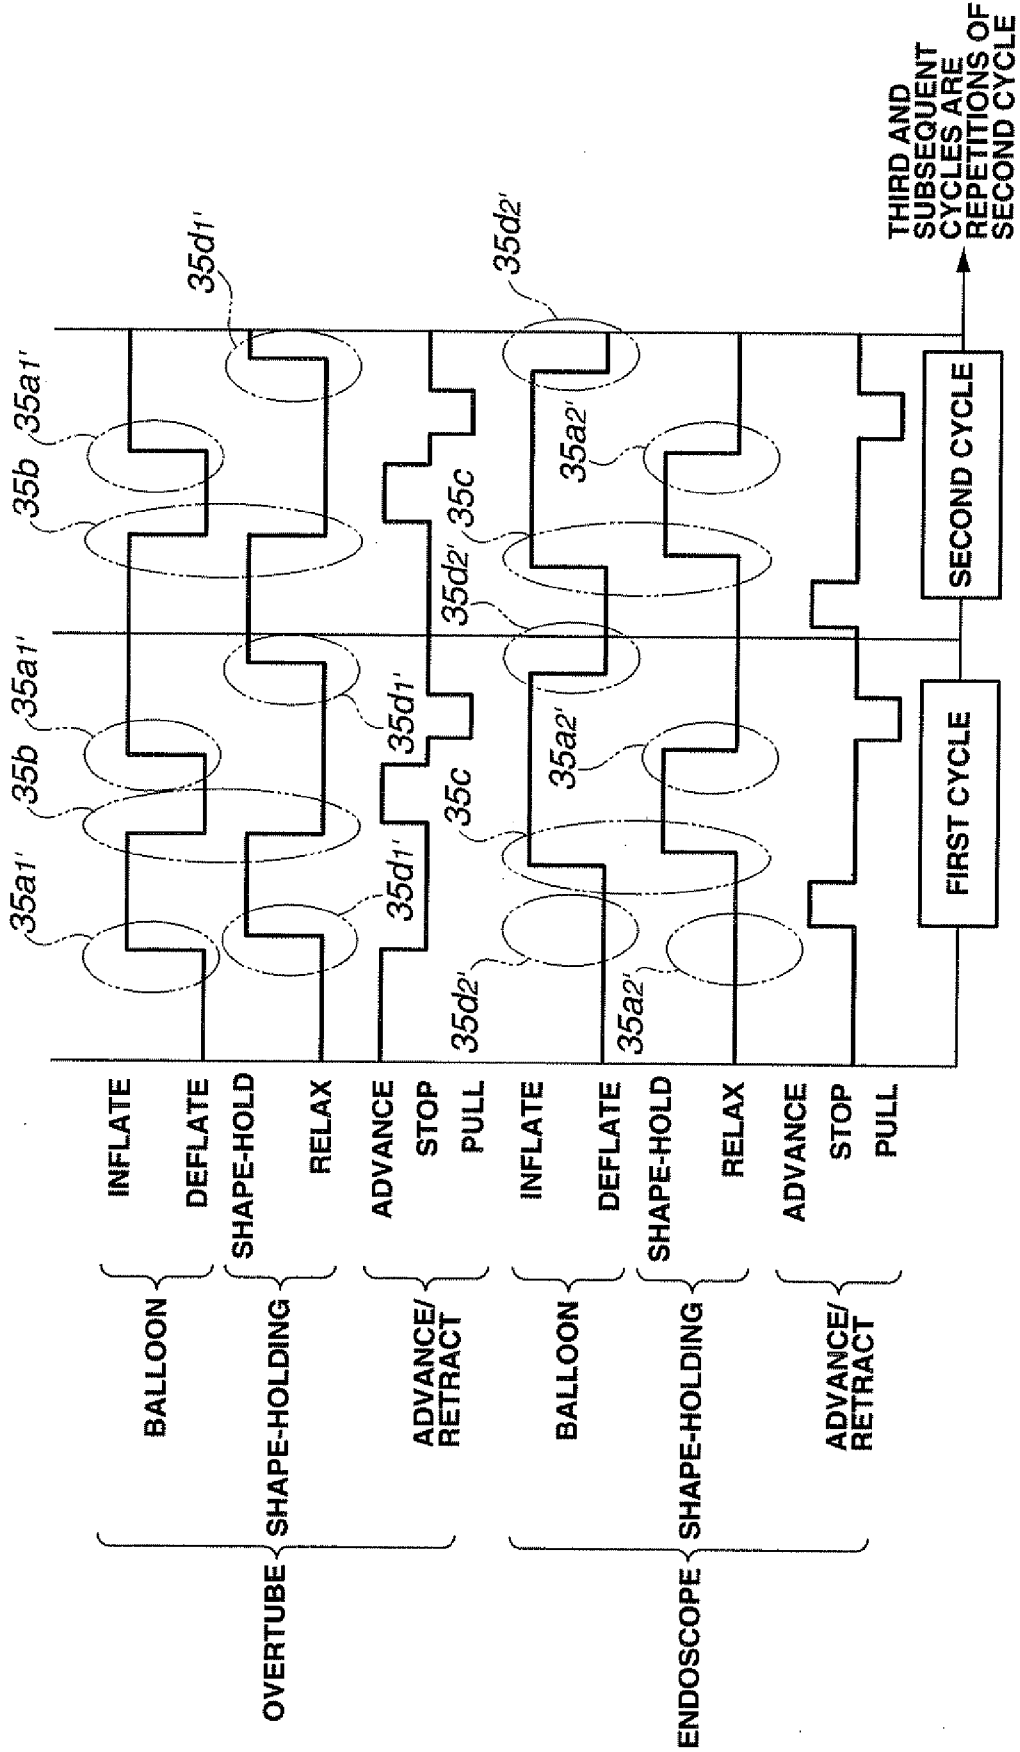 OVERTUBE
BALLOON
INFLATE
DEFLATE
SHAPE-HOLDING
SHAPE-HOLD
RELAX
ADVANCE/
RETRACT
ADVANCE
STOP
PULL
ENDOSCOPE
BALLOON
INFLATE
DEFLATE
SHAPE-HOLDING
SHAPE-HOLD
RELAX
ADVANCE/
RETRACT
ADVANCE
STOP
PULL
35a1'
35b
35a1'
35b
35a1'
35d1'
35d1'
35d1'
35d2'
35c
35d2'
35c
35d2'
35a2'
35a2'
35a2'
FIRST CYCLE
SECOND CYCLE
THIRD AND
SUBSEQUENT
CYCLES ARE
REPETITIONS OF
SECOND CYCLE